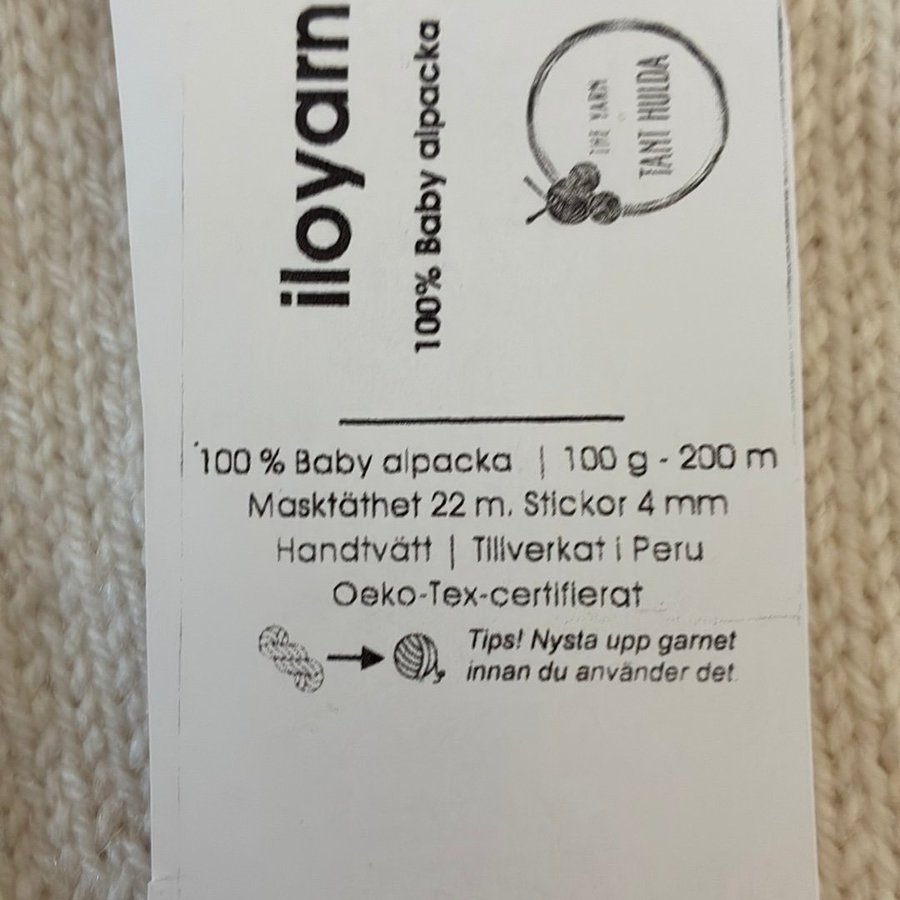 iloyarn
100% Baby alpacka
THE YARN
TANT HULDA
100 % Baby alpacka | 100 g - 200 m
Masktäthet 22 m. Stickor 4 mm
Handtvätt | Tillverkat i Peru
Oeko-Tex-certifierat
Tips! Nysta upp garnet
innan du använder det.